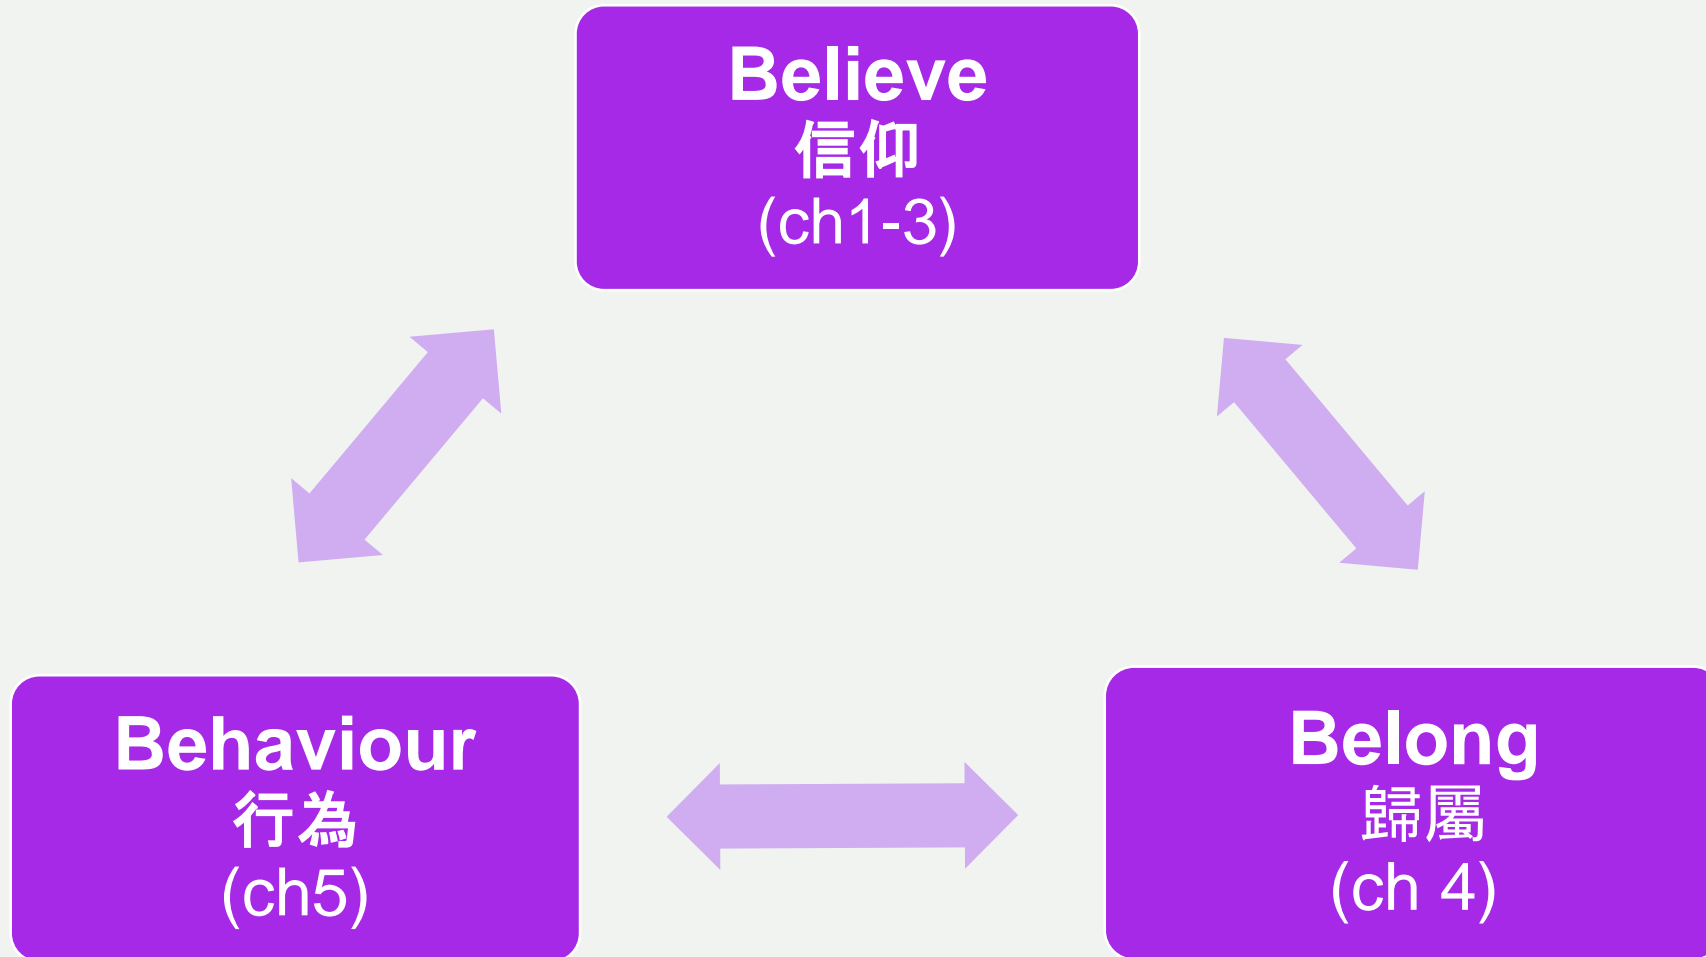 Believe
信仰
(ch1-3)
Behaviour
行為
(ch5)
Belong
歸屬
(ch 4)